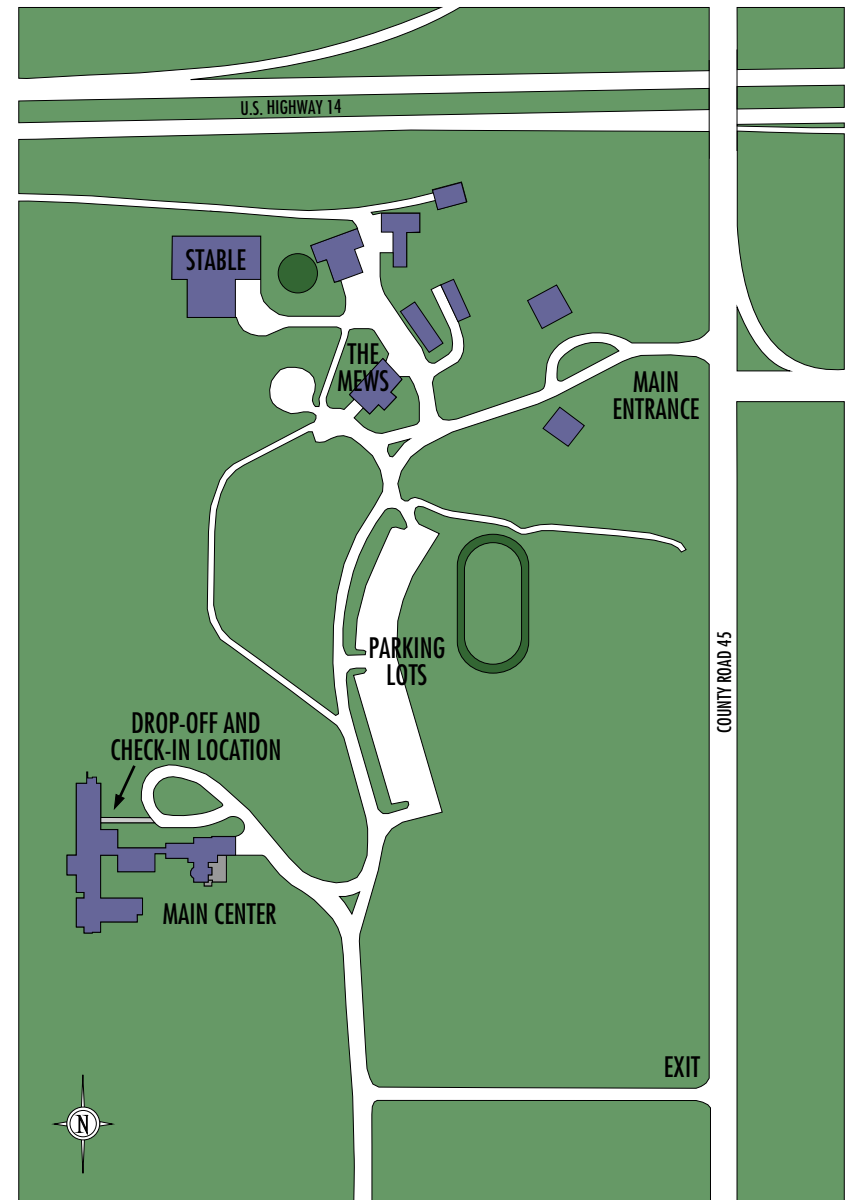 U.S. HIGHWAY 14
STABLE
THE
MEWS
MAIN
ENTRANCE
PARKING
LOTS
COUNTY ROAD 45
DROP-OFF AND
CHECK-IN LOCATION
MAIN CENTER
EXIT
N